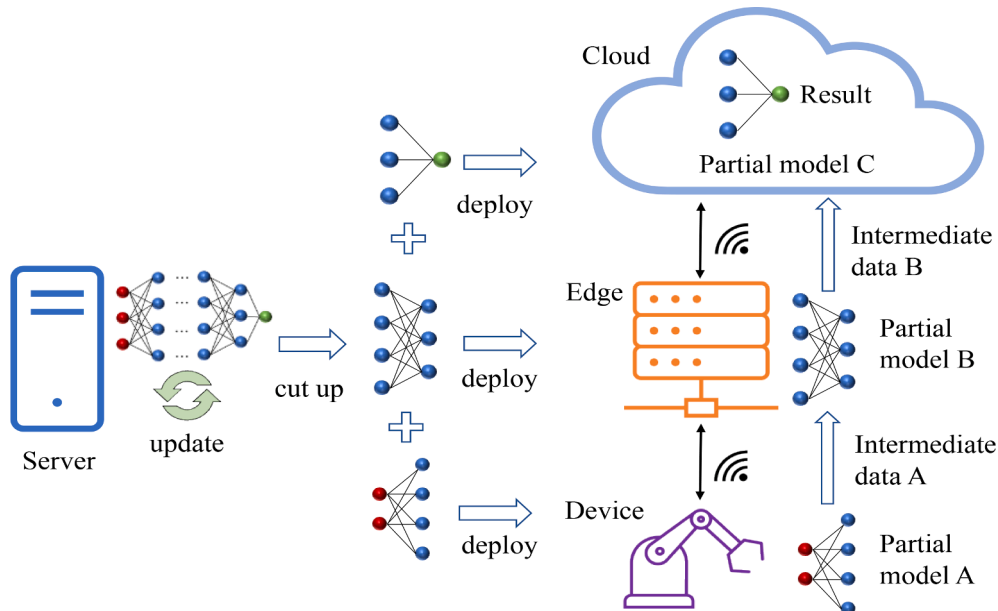 Cloud
Result
Partial model C
deploy
Intermediate
data B
Edge
Partial
model B
cut up
deploy
update
Server
Intermediate
data A
Device
deploy
Partial
model A